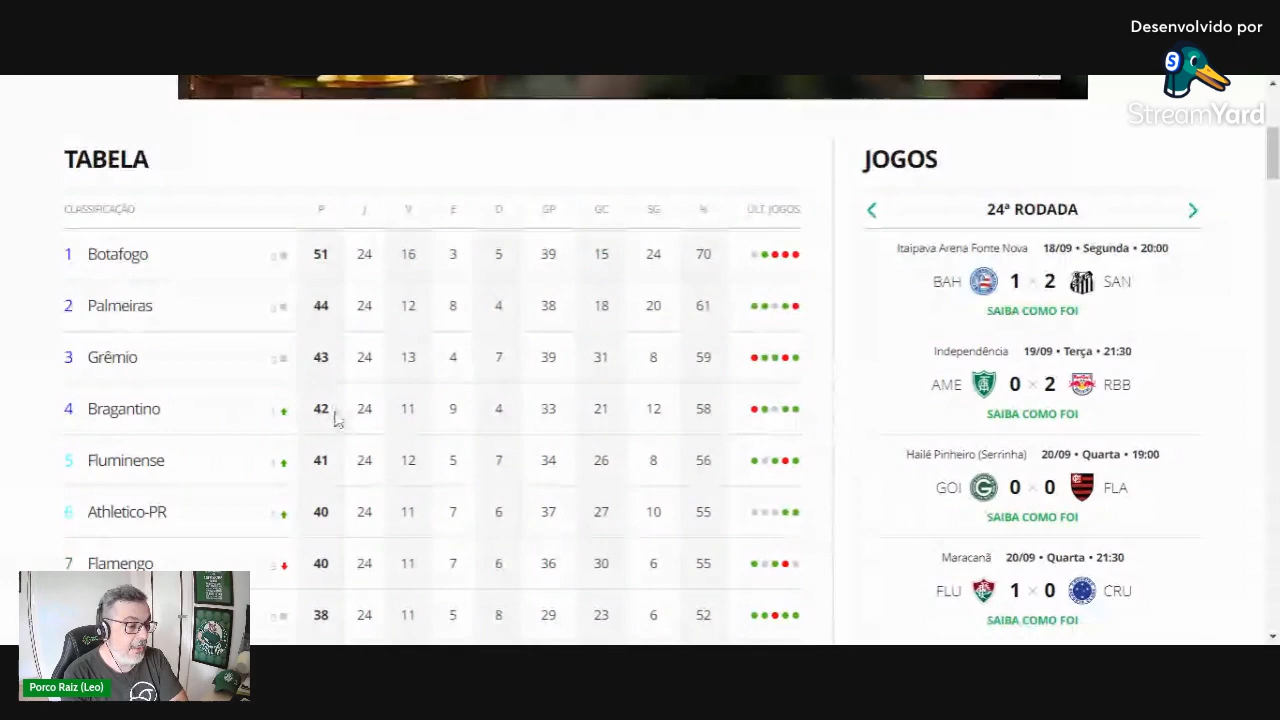 Desenvolvido por
StreamYard
TABELA
CLASSIFICAÇÃO P J V E D GP GC SG % ÚLT. JOGOS
1 Botafogo 51 24 16 3 5 39 15 24 70
2 Palmeiras 44 24 12 8 4 38 18 20 61
3 Grêmio 43 24 13 4 7 39 31 8 59
4 Bragantino 42 24 11 9 4 33 21 12 58
5 Fluminense 41 24 12 5 7 34 26 8 56
6 Athletico-PR 40 24 11 7 6 37 27 10 55
7 Flamengo 40 24 11 7 6 36 30 6 55
38 24 11 5 8 29 23 6 52
JOGOS
24ª RODADA
Itaipava Arena Fonte Nova 18/09 • Segunda • 20:00
BAH 1 × 2 SAN
SAIBA COMO FOI
Independência 19/09 • Terça • 21:30
AME 0 × 2 RBB
SAIBA COMO FOI
Hailé Pinheiro (Serrinha) 20/09 • Quarta • 19:00
GOI 0 × 0 FLA
SAIBA COMO FOI
Maracanã 20/09 • Quarta • 21:30
FLU 1 × 0 CRU
SAIBA COMO FOI
Porco Raiz (Leo)